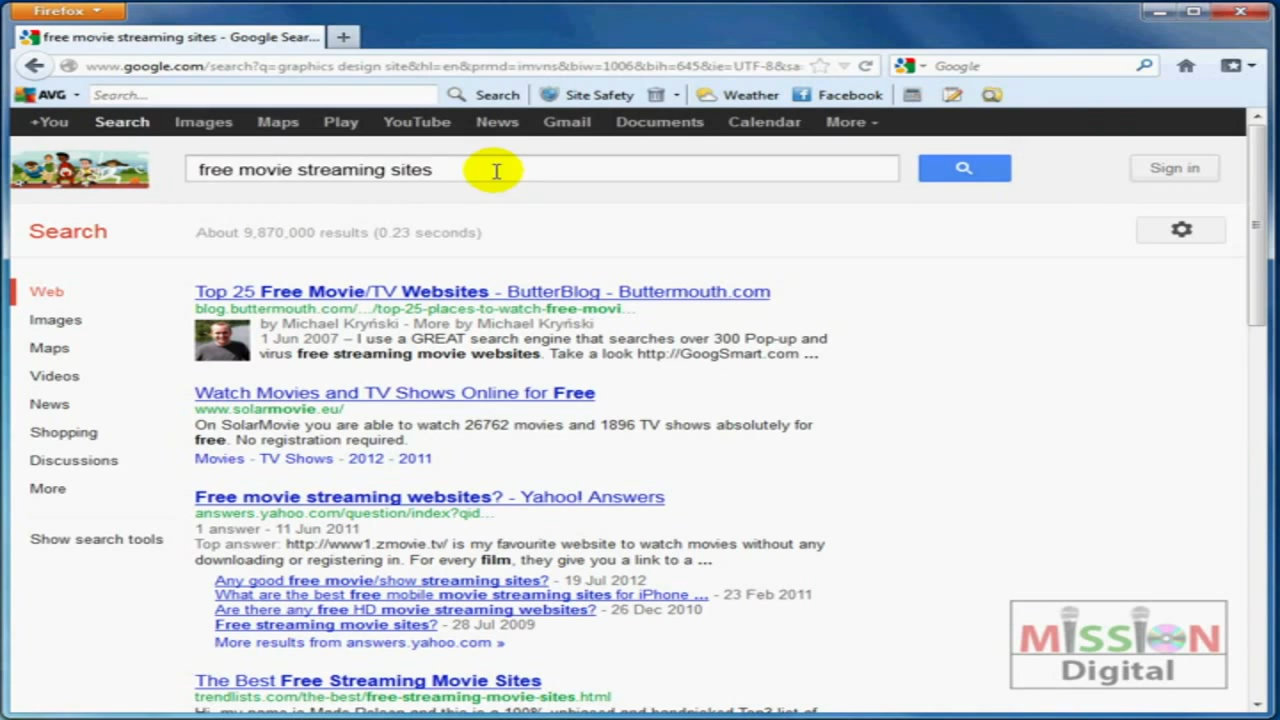 Firefox
free movie streaming sites - Google Sear...
www.google.com/search?q=graphics design site&hl=en&prmd=imvns&biw=1006&bih=645&ie=UTF-8&sa:
Google
AVG Search... Search Site Safety Weather Facebook
+You Search Images Maps Play YouTube News Gmail Documents Calendar More
free movie streaming sites
Sign in
Search
About 9,870,000 results (0.23 seconds)
Web
Images
Maps
Videos
News
Shopping
Discussions
More
Show search tools
Top 25 Free Movie/TV Websites - ButterBlog - Buttermouth.com
blog.buttermouth.com/.../top-25-places-to-watch-free-movi...
by Michael Kryński - More by Michael Kryński
1 Jun 2007 – I use a GREAT search engine that searches over 300 Pop-up and
virus free streaming movie websites. Take a look http://GoogSmart.com ...
Watch Movies and TV Shows Online for Free
www.solarmovie.eu/
On SolarMovie you are able to watch 26762 movies and 1896 TV shows absolutely for
free. No registration required.
Movies - TV Shows - 2012 - 2011
Free movie streaming websites? - Yahoo! Answers
answers.yahoo.com/question/index?qid...
1 answer - 11 Jun 2011
Top answer: http://www1.zmovie.tv/ is my favourite website to watch movies without any
downloading or registering in. For every film, they give you a link to a ...
Any good free movie/show streaming sites? - 19 Jul 2012
What are the best free mobile movie streaming sites for iPhone ... - 23 Feb 2011
Are there any free HD movie streaming websites? - 26 Dec 2010
Free streaming movie sites? - 28 Jul 2009
More results from answers.yahoo.com »
The Best Free Streaming Movie Sites
trendlists.com/the-best/free-streaming-movie-sites.html
MISSION
Digital